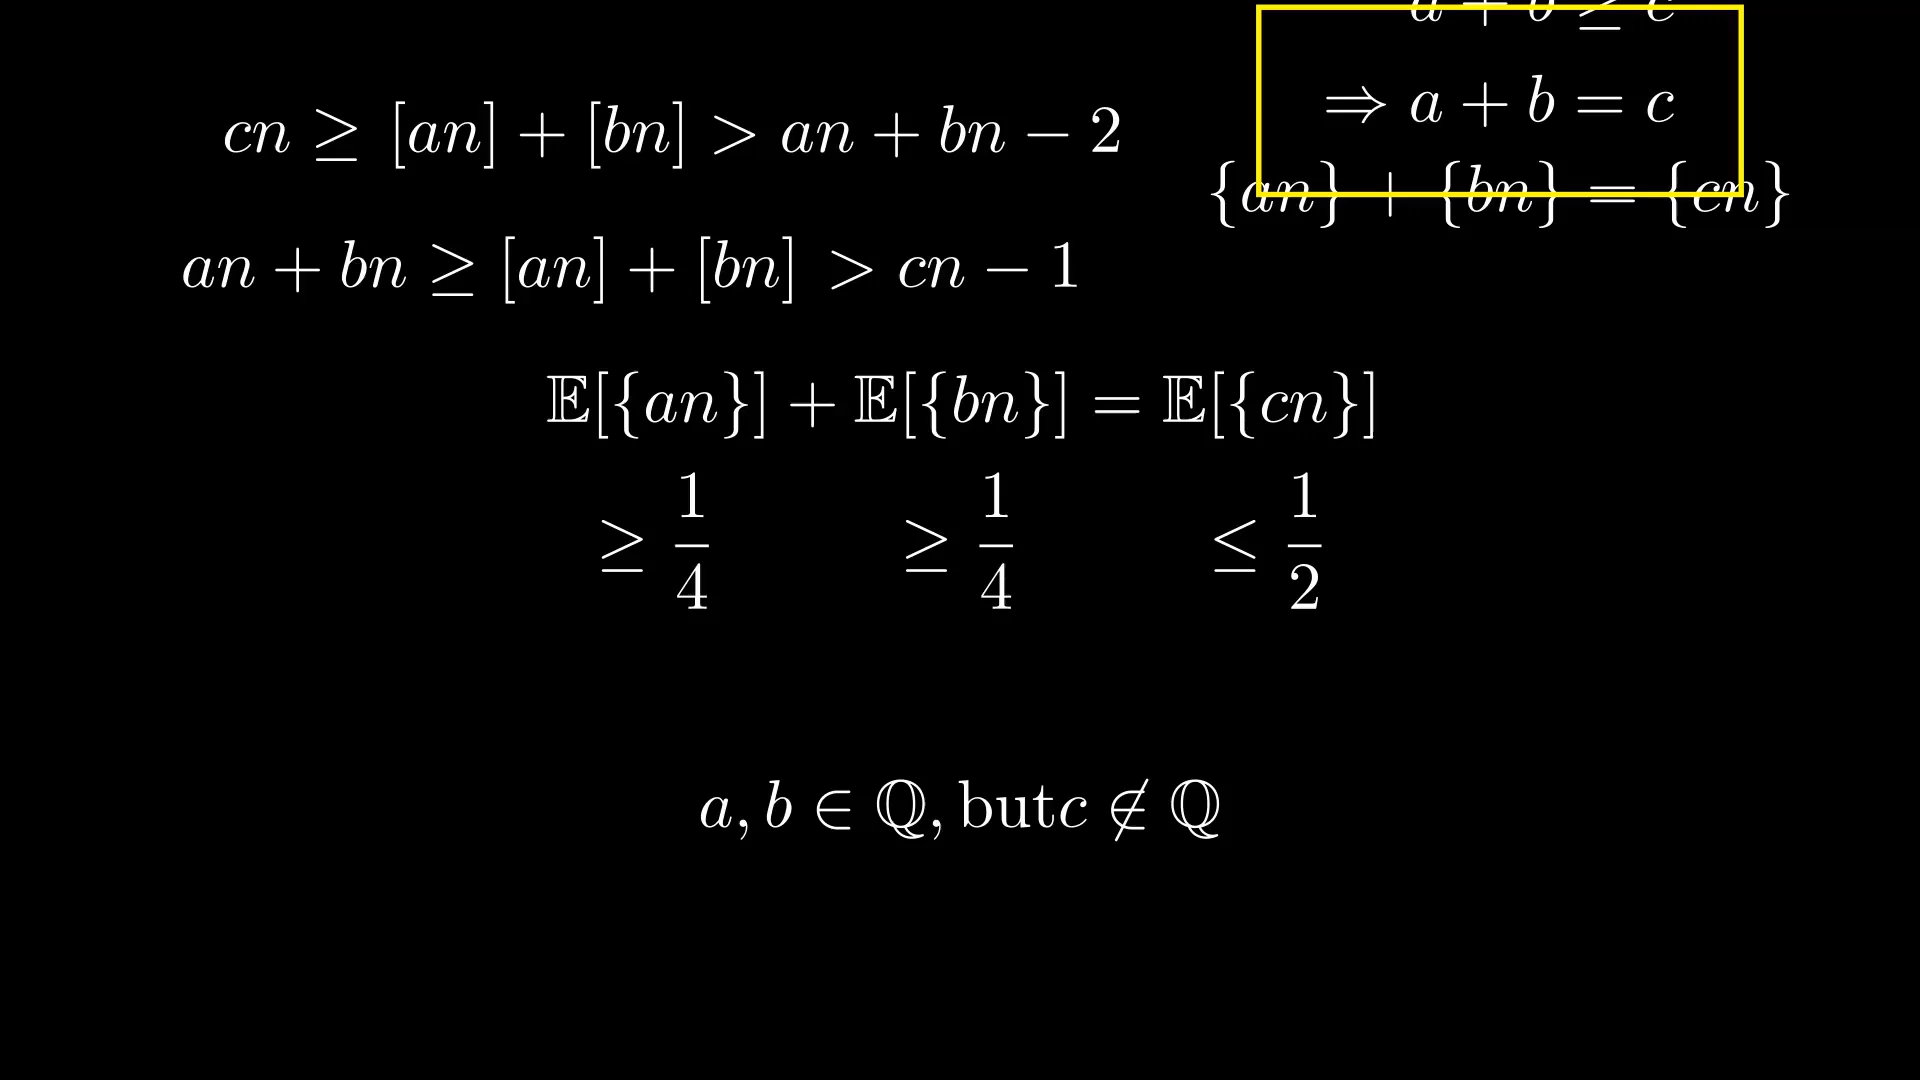 a + b ≥ c
⇒ a + b = c
cn ≥ [an] + [bn] > an + bn − 2
{an} + {bn} = {cn}
an + bn ≥ [an] + [bn] > cn − 1
𝔼[{an}] + 𝔼[{bn}] = 𝔼[{cn}]
≥ 1/4 ≥ 1/4 ≤ 1/2
a, b ∈ ℚ, butc ∉ ℚ